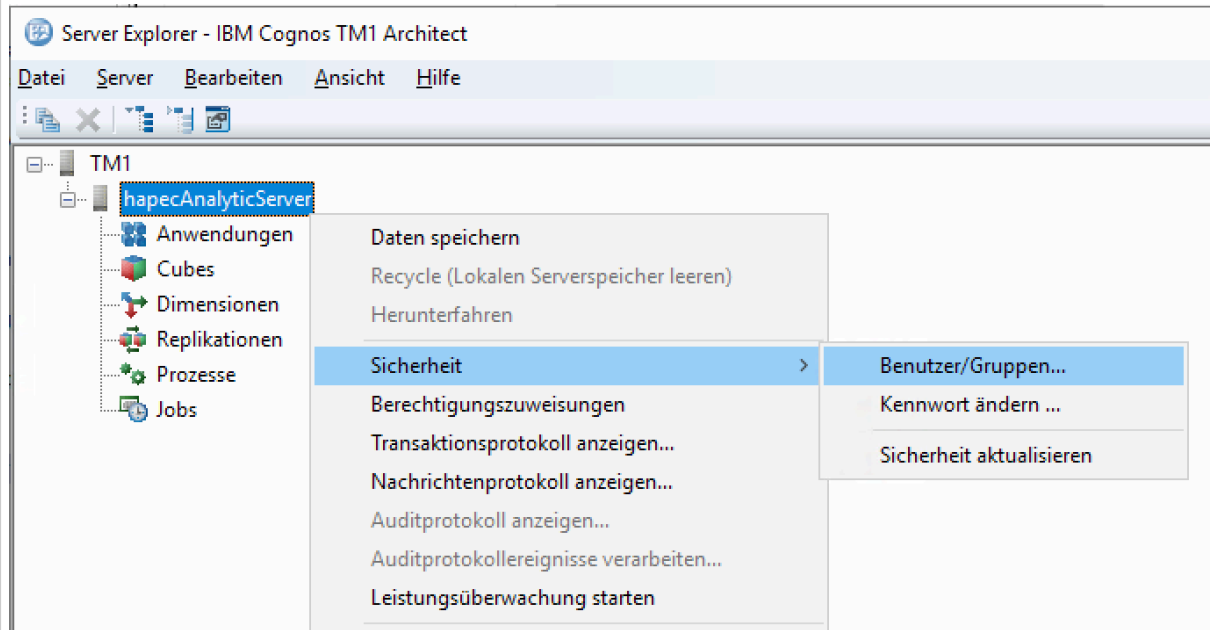 Server Explorer - IBM Cognos TM1 Architect
Datei Server Bearbeiten Ansicht Hilfe
TM1
hapecAnalyticServer
Anwendungen
Cubes
Dimensionen
Replikationen
Prozesse
Jobs
Daten speichern
Recycle (Lokalen Serverspeicher leeren)
Herunterfahren
Sicherheit
Berechtigungszuweisungen
Transaktionsprotokoll anzeigen...
Nachrichtenprotokoll anzeigen...
Auditprotokoll anzeigen...
Auditprotokollereignisse verarbeiten...
Leistungsüberwachung starten
Benutzer/Gruppen...
Kennwort ändern ...
Sicherheit aktualisieren